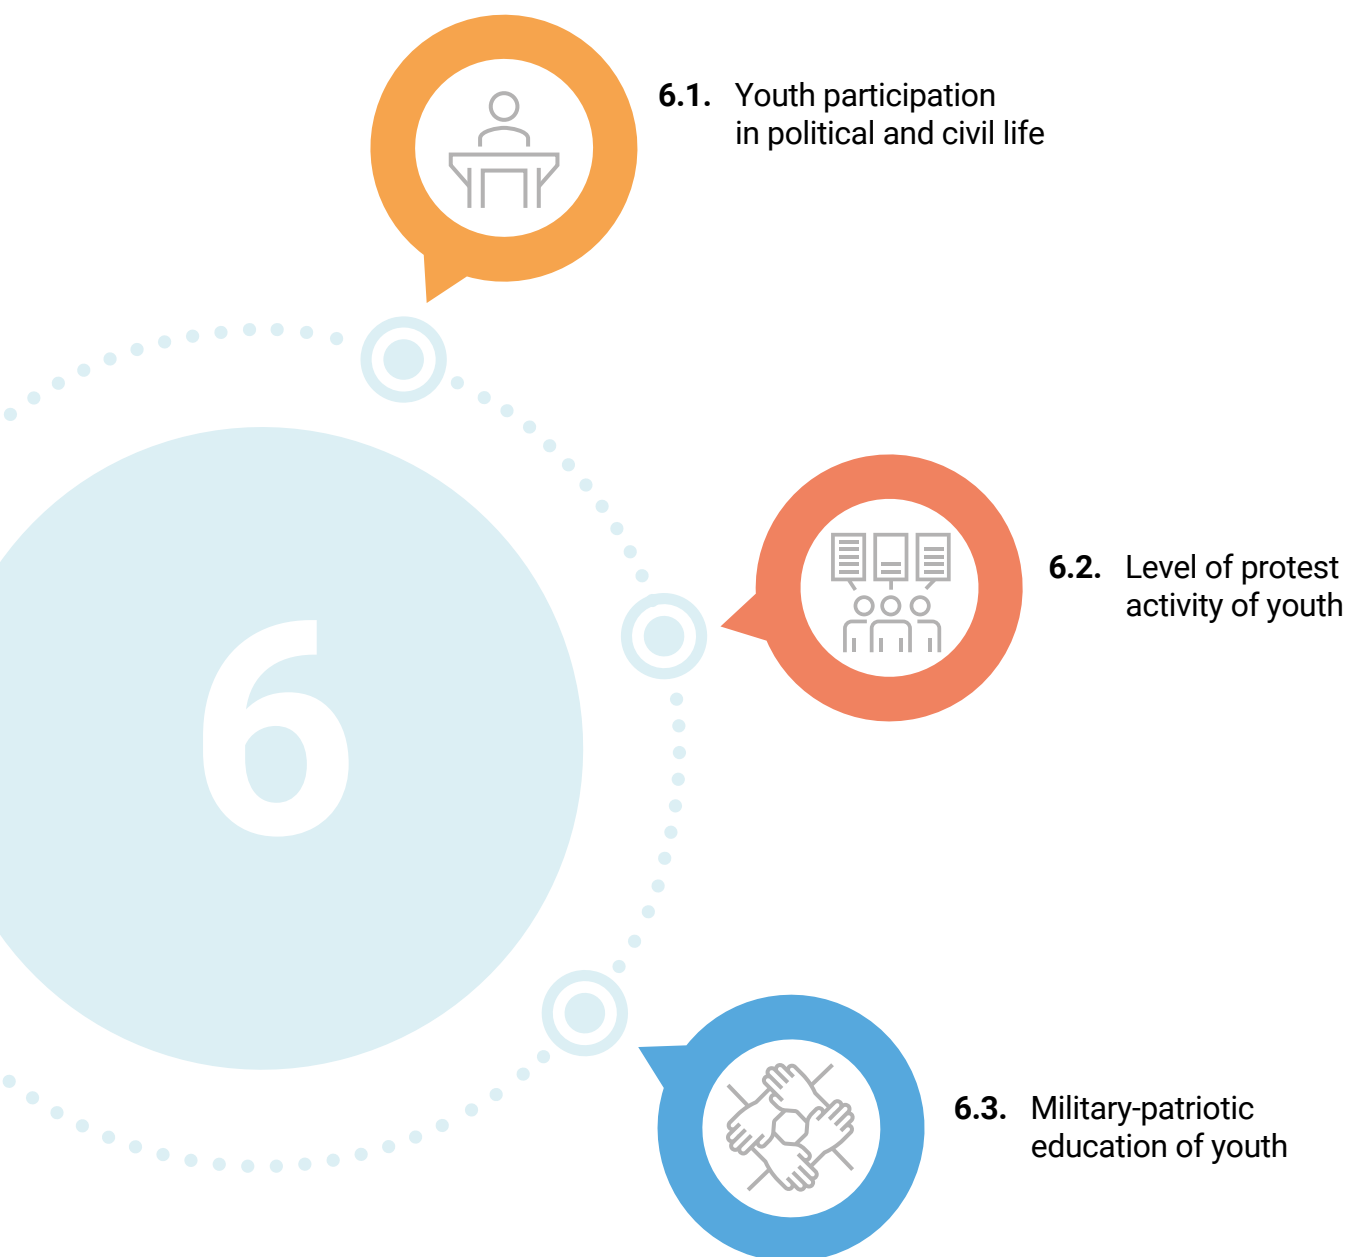 6.1. Youth participation
in political and civil life
6
6.2. Level of protest
activity of youth
6.3. Military-patriotic
education of youth